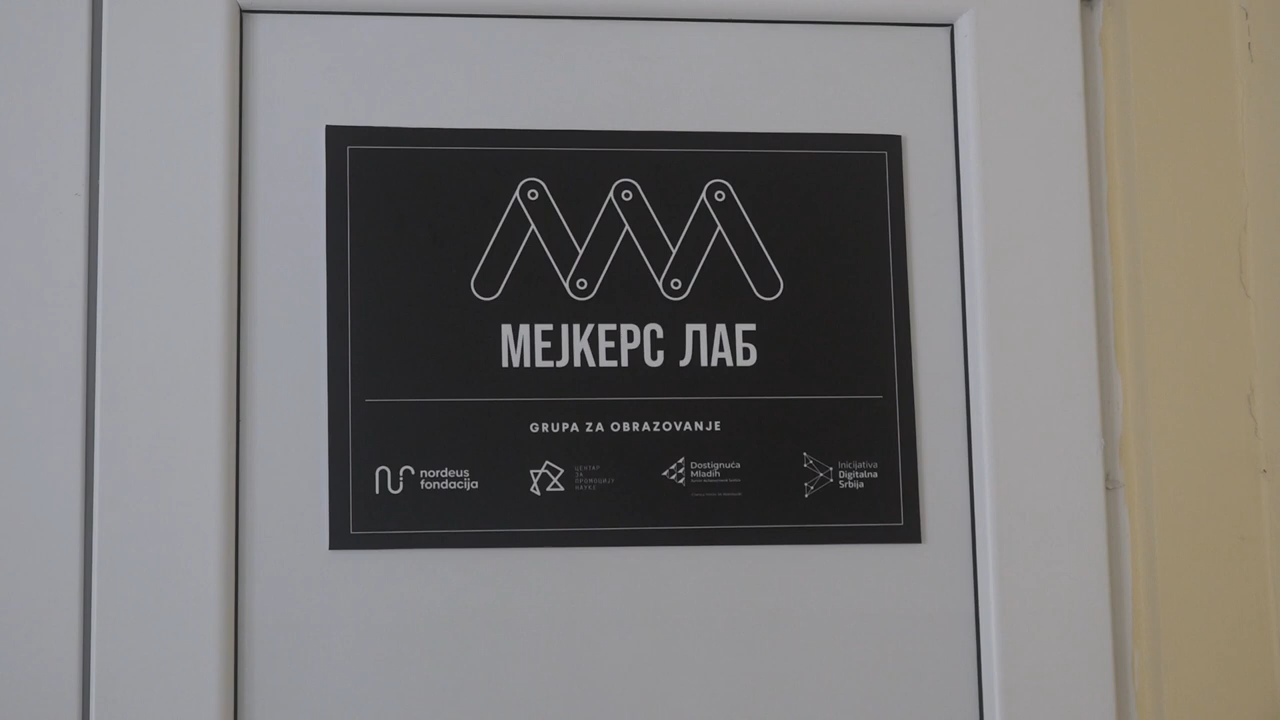 МЕЈКЕРС ЛАБ
GRUPA ZA OBRAZOVANJE
nordeus
fondacija
ЦЕНТАР
ЗА
ПРОМОЦИЈУ
НАУКЕ
Dostignuća
Mladih
Inicijativa
Digitalna
Srbija